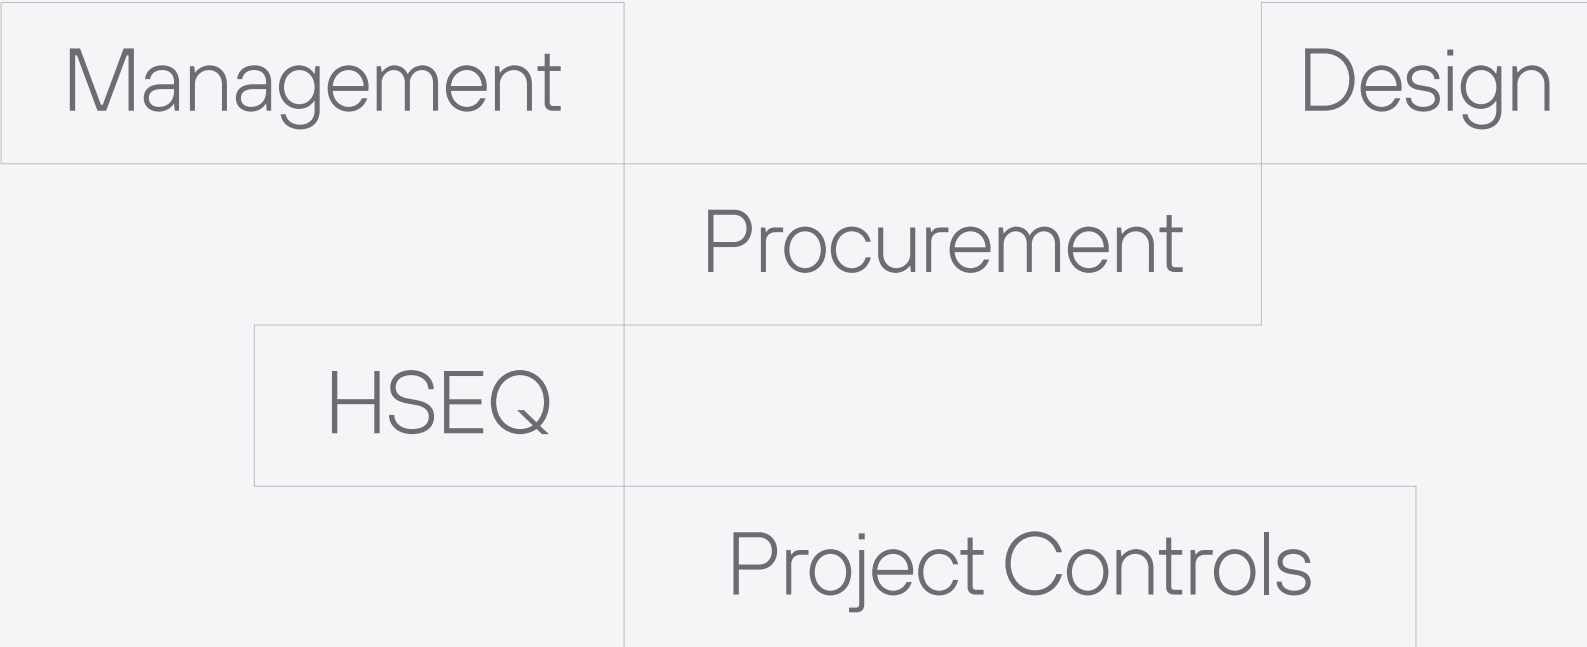 Management
Design
Procurement
HSEQ
Project Controls